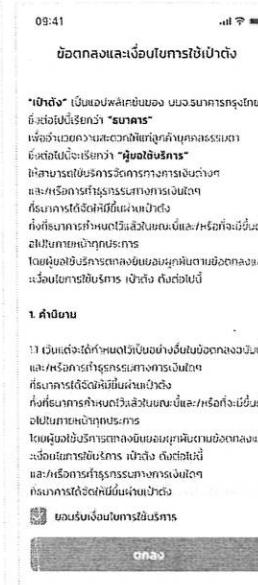 09:41
ข้อตกลงและเงื่อนไขการใช้เป๋าตัง
"เป๋าตัง" เป็นแอปพลิเคชันของ บมจ.ธนาคารกรุงไทย
ซึ่งต่อไปนี้เรียกว่า "ธนาคาร"
เพื่ออำนวยความสะดวกให้แก่ลูกค้าบุคคลธรรมดา
ซึ่งต่อไปนี้จะเรียกว่า "ผู้ขอใช้บริการ"
ให้สามารถใช้บริการจัดการทางการเงินต่างๆ
และ/หรือการทำธุรกรรมทางการเงินใดๆ
ที่ธนาคารได้จัดให้มีขึ้นผ่านเป๋าตัง
ทั้งที่ธนาคารกำหนดไว้แล้วในขณะนี้และ/หรือที่จะมีขึ้นต่
อไปในภายหน้าทุกประการ
โดยผู้ขอใช้บริการตกลงยินยอมผูกพันตามข้อตกลงแ
ละเงื่อนไขการใช้บริการ เป๋าตัง ดังต่อไปนี้
1. คำนิยาม
1.1 เว้นแต่จะได้กำหนดไว้เป็นอย่างอื่นในข้อตกลงฉบับ
และ/หรือการทำธุรกรรมทางการเงินใดๆ
ที่ธนาคารได้จัดให้มีขึ้นผ่านเป๋าตัง
ทั้งที่ธนาคารกำหนดไว้แล้วในขณะนี้และ/หรือที่จะมีขึ้นต่
อไปในภายหน้าทุกประการ
โดยผู้ขอใช้บริการตกลงยินยอมผูกพันตามข้อตกลงแ
ละเงื่อนไขการใช้บริการ เป๋าตัง ดังต่อไปนี้
และ/หรือการทำธุรกรรมทางการเงินใดๆ
ที่ธนาคารได้จัดให้มีขึ้นผ่านเป๋าตัง
ยอมรับเงื่อนไขการใช้บริการ
ตกลง